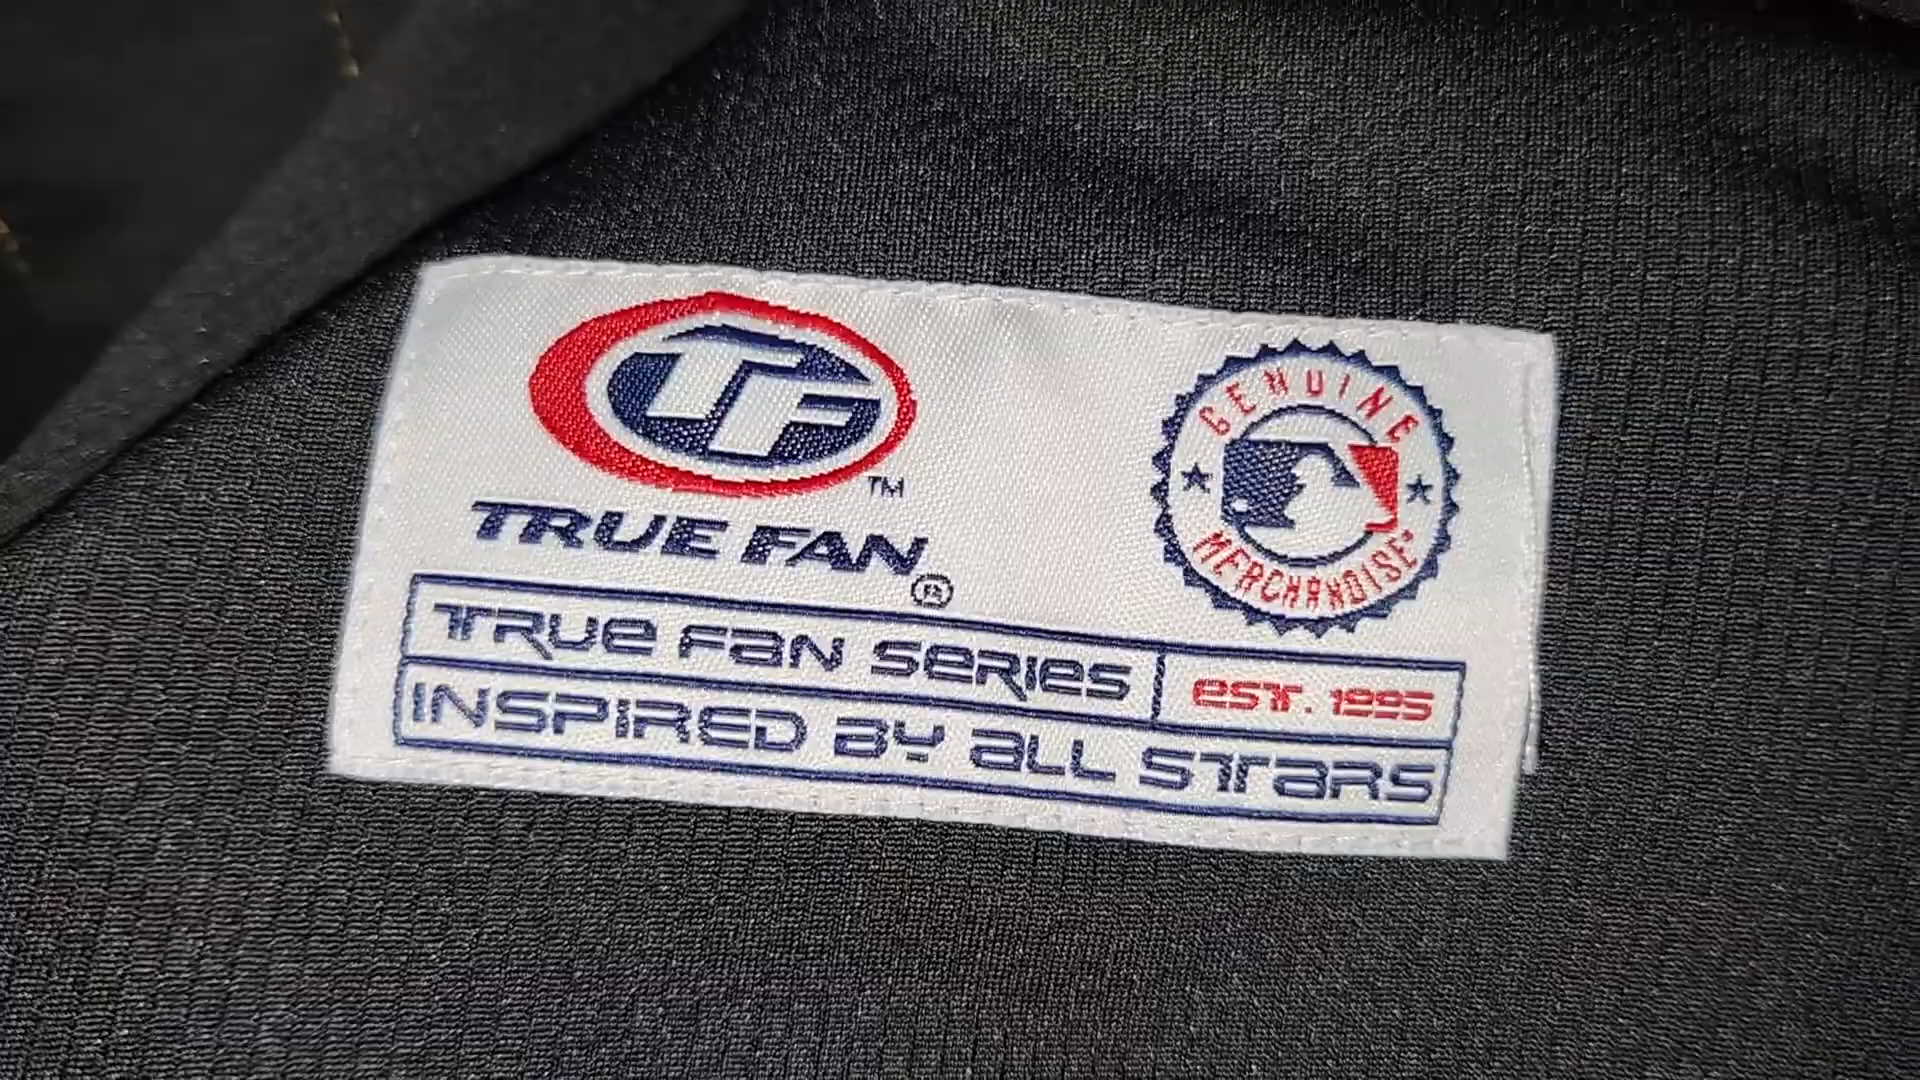 TF
TM
TRUE FAN
®
GENUINE
MERCHANDISE
TRUE FAN SERIES
EST. 1995
INSPIRED BY ALL STARS